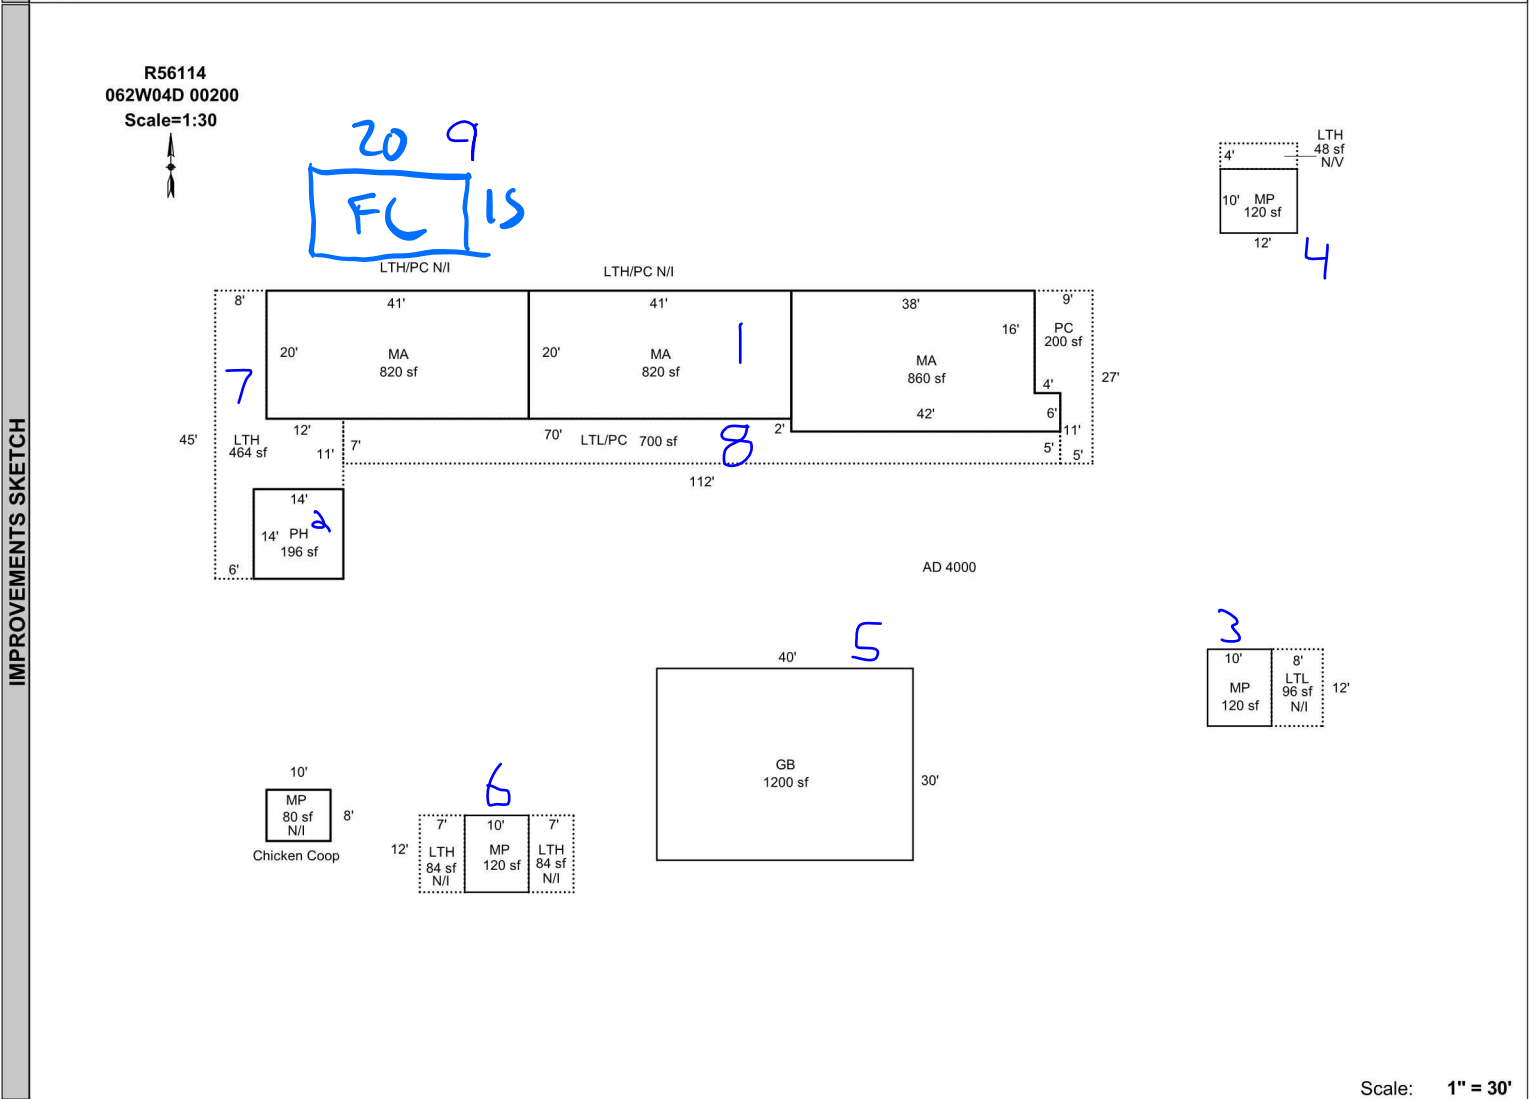 R56114
062W04D 00200
Scale=1:30
20 9
FC 15
LTH/PC N/I
LTH/PC N/I
LTH
48 sf
N/V
4'
10' MP
120 sf
12'
4
8' 41' 41' 38' 9'
16' PC
200 sf
20' MA
820 sf
20' MA
820 sf
1
MA
860 sf
27'
7
4'
42' 6'
45' LTH
464 sf
12'
11'
7' 70' LTL/PC 700 sf 8 2'
11'
5' 5'
112'
14'
14' PH 2
196 sf
6'
AD 4000
IMPROVEMENTS SKETCH
40' 5
GB
1200 sf
30'
3
10' 8'
MP
120 sf
LTL
96 sf
N/I
12'
10'
MP
80 sf
N/I
8'
Chicken Coop
6
7' 10' 7'
12' LTH
84 sf
N/I
MP
120 sf
LTH
84 sf
N/I
Scale: 1" = 30'